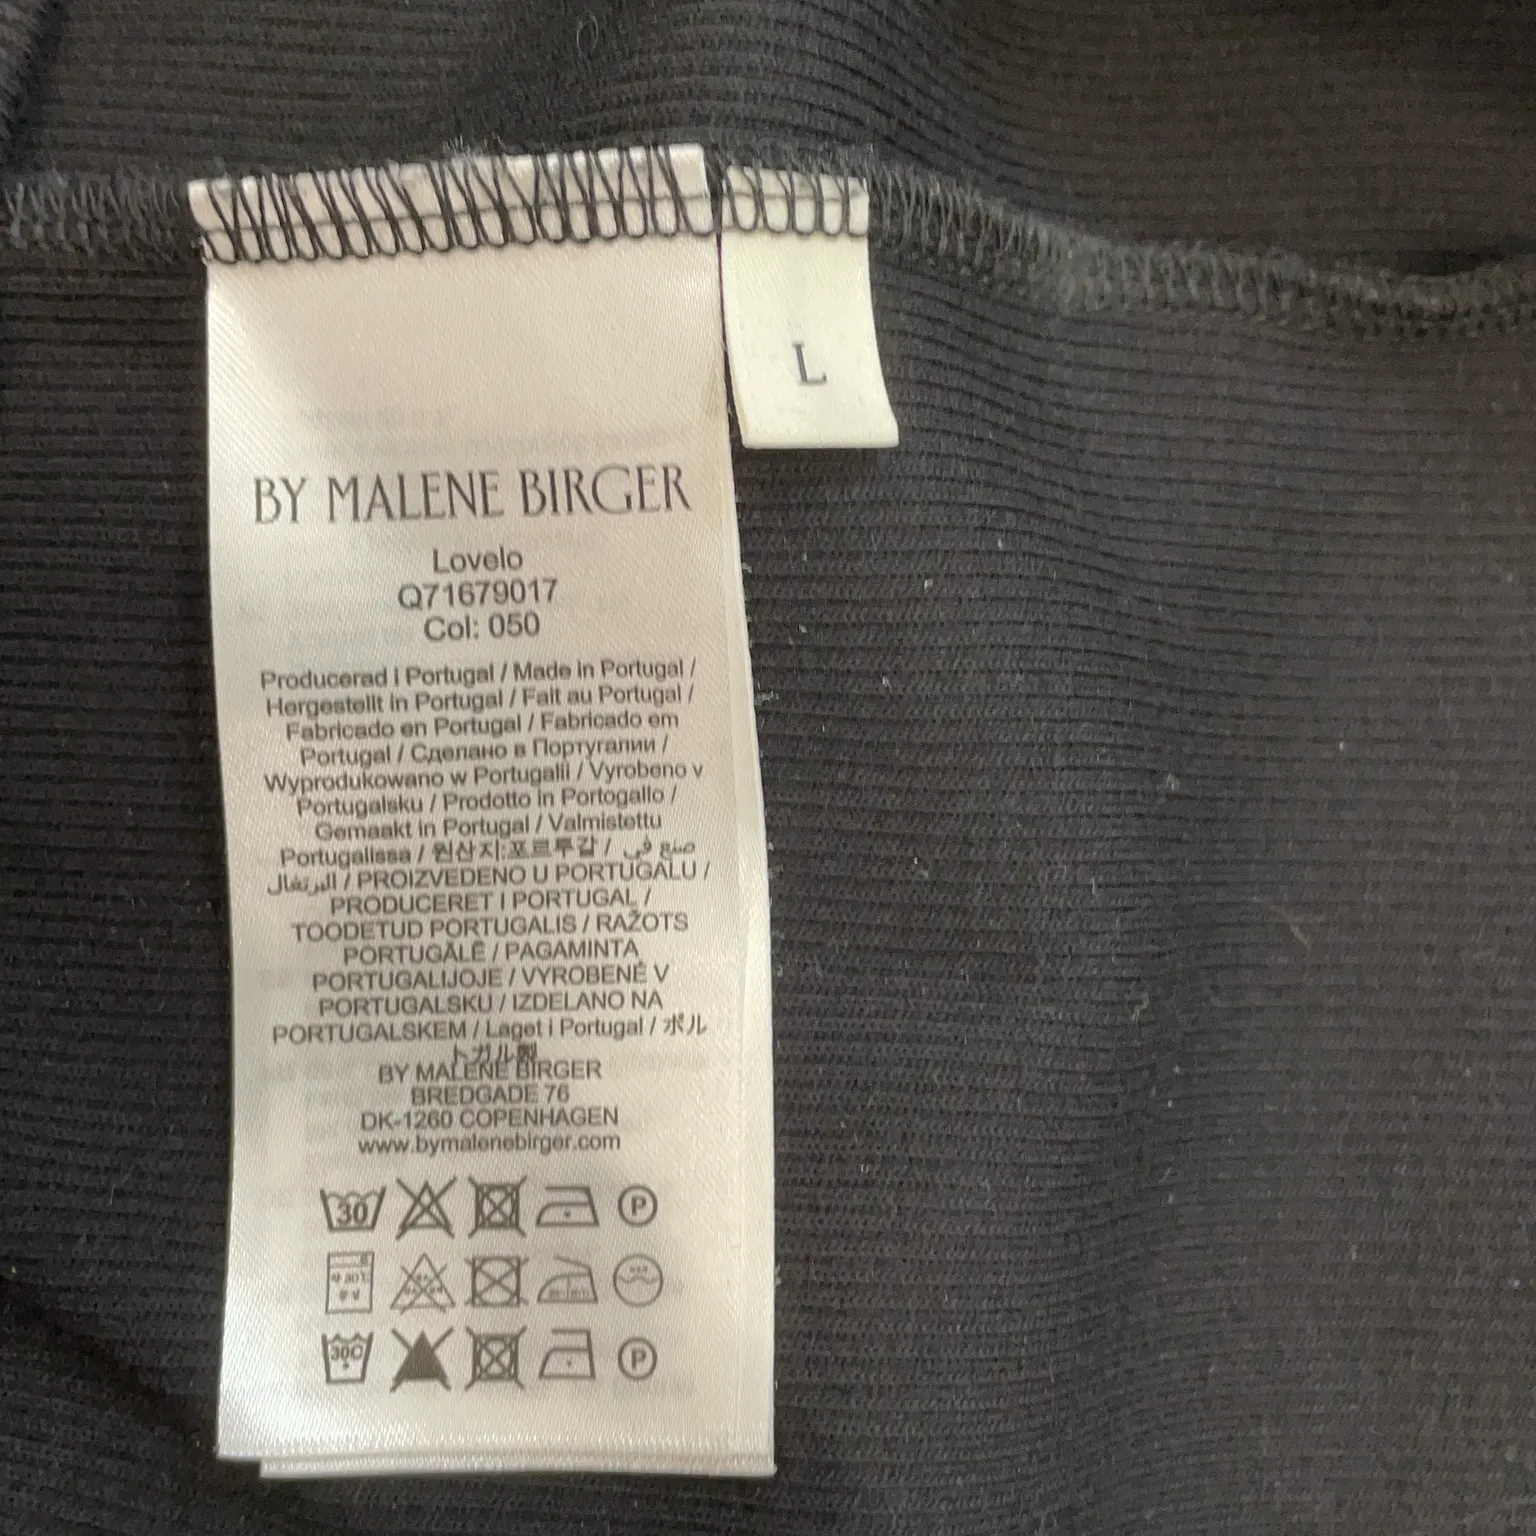 L
BY MALENE BIRGER
Lovelo
Q71679017
Col: 050
Producerad i Portugal / Made in Portugal /
Hergestellt in Portugal / Fait au Portugal /
Fabricado en Portugal / Fabricado em
Portugal / Сделано в Португалии /
Wyprodukowano w Portugalii / Vyrobeno v
Portugalsku / Prodotto in Portogallo /
Gemaakt in Portugal / Valmistettu
Portugalissa / 원산지:포르투갈 / صنع في
البرتغال / PROIZVEDENO U PORTUGALU /
PRODUCERET I PORTUGAL /
TOODETUD PORTUGALIS / RAŽOTS
PORTUGĀLĒ / PAGAMINTA
PORTUGALIJOJE / VYROBENÉ V
PORTUGALSKU / IZDELANO NA
PORTUGALSKEM / Laget i Portugal / ポル
トガル製
BY MALENE BIRGER
BREDGADE 76
DK-1260 COPENHAGEN
www.bymalenebirger.com
30 P
30C P